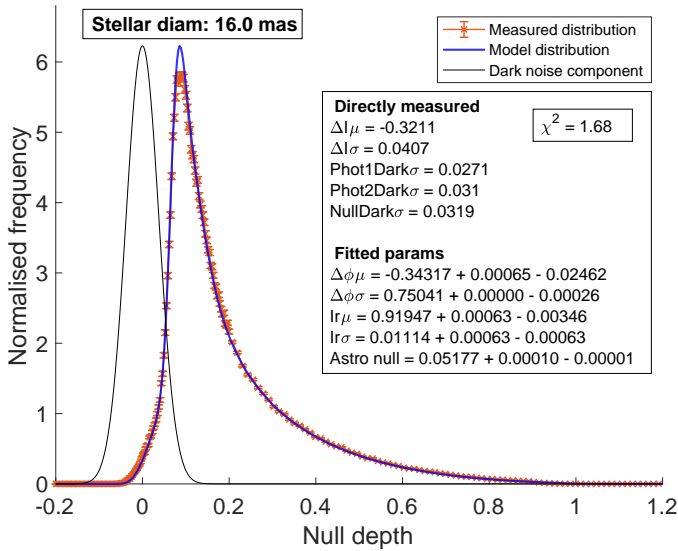 Stellar diam: 16.0 mas
Measured distribution
Model distribution
Dark noise component
Directly measured
ΔIμ = -0.3211
ΔIσ = 0.0407
Phot1Darkσ = 0.0271
Phot2Darkσ = 0.031
NullDarkσ = 0.0319
χ² = 1.68
Fitted params
Δϕμ = -0.34317 + 0.00065 - 0.02462
Δϕσ = 0.75041 + 0.00000 - 0.00026
Irμ = 0.91947 + 0.00063 - 0.00346
Irσ = 0.01114 + 0.00063 - 0.00063
Astro null = 0.05177 + 0.00010 - 0.00001
Normalised frequency
6
5
4
3
2
1
0
-0.2
0
0.2
0.4
0.6
0.8
1
1.2
Null depth